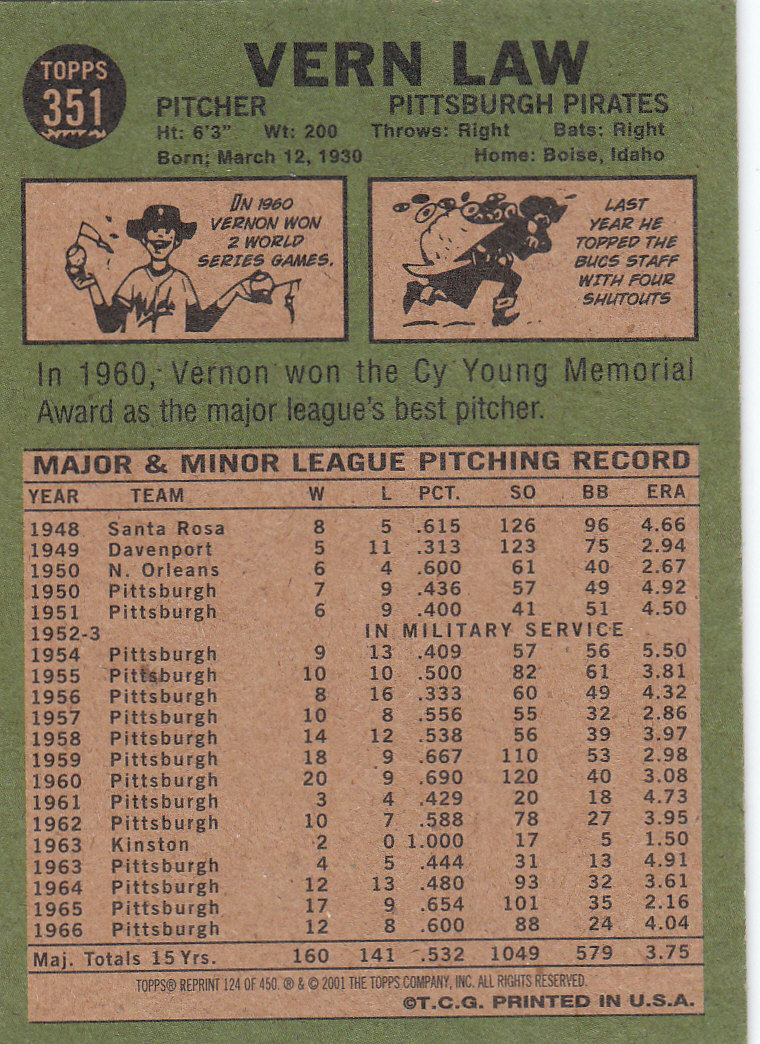 TOPPS
351
VERN LAW
PITCHER PITTSBURGH PIRATES
Ht: 6'3" Wt: 200 Throws: Right Bats: Right
Born; March 12, 1930 Home: Boise, Idaho
IN 1960
VERNON WON
2 WORLD
SERIES GAMES.
LAST
YEAR HE
TOPPED THE
BUCS STAFF
WITH FOUR
SHUTOUTS
In 1960, Vernon won the Cy Young Memorial
Award as the major league's best pitcher.
MAJOR & MINOR LEAGUE PITCHING RECORD
YEAR TEAM W L PCT. SO BB ERA
1948 Santa Rosa 8 5 .615 126 96 4.66
1949 Davenport 5 11 .313 123 75 2.94
1950 N. Orleans 6 4 .600 61 40 2.67
1950 Pittsburgh 7 9 .436 57 49 4.92
1951 Pittsburgh 6 9 .400 41 51 4.50
1952-3 IN MILITARY SERVICE
1954 Pittsburgh 9 13 .409 57 56 5.50
1955 Pittsburgh 10 10 .500 82 61 3.81
1956 Pittsburgh 8 16 .333 60 49 4.32
1957 Pittsburgh 10 8 .556 55 32 2.86
1958 Pittsburgh 14 12 .538 56 39 3.97
1959 Pittsburgh 18 9 .667 110 53 2.98
1960 Pittsburgh 20 9 .690 120 40 3.08
1961 Pittsburgh 3 4 .429 20 18 4.73
1962 Pittsburgh 10 7 .588 78 27 3.95
1963 Kinston 2 0 1.000 17 5 1.50
1963 Pittsburgh 4 5 .444 31 13 4.91
1964 Pittsburgh 12 13 .480 93 32 3.61
1965 Pittsburgh 17 9 .654 101 35 2.16
1966 Pittsburgh 12 8 .600 88 24 4.04
Maj. Totals 15 Yrs. 160 141 .532 1049 579 3.75
TOPPS® REPRINT 124 OF 450. ® & © 2001 THE TOPPS COMPANY, INC. ALL RIGHTS RESERVED.
©T.C.G. PRINTED IN U.S.A.